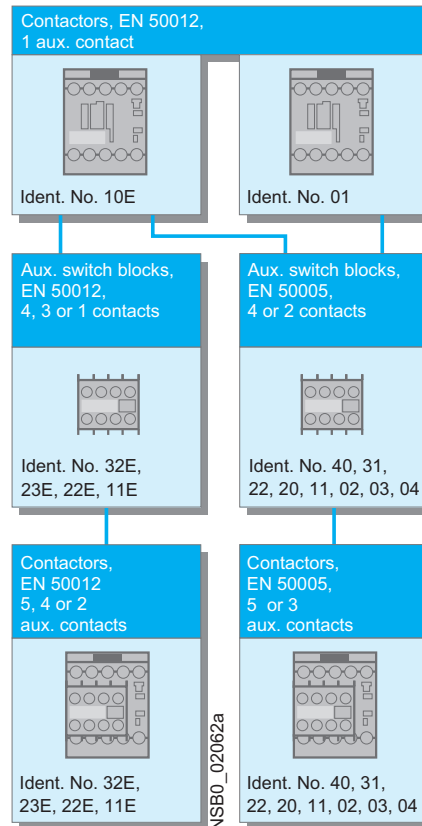 Contactors, EN 50012,
1 aux. contact
Ident. No. 10E
Ident. No. 01
Aux. switch blocks,
EN 50012,
4, 3 or 1 contacts
Aux. switch blocks,
EN 50005,
4 or 2 contacts
Ident. No. 32E,
23E, 22E, 11E
Ident. No. 40, 31,
22, 20, 11, 02, 03, 04
Contactors,
EN 50012
5, 4 or 2
aux. contacts
Contactors,
EN 50005,
5 or 3
aux. contacts
Ident. No. 32E,
23E, 22E, 11E
NSB0_02062a
Ident. No. 40, 31,
22, 20, 11, 02, 03, 04